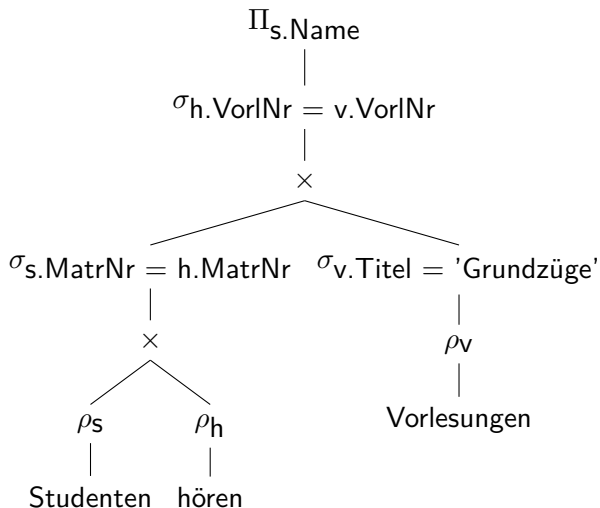 Πs.Name
σh.VorlNr = v.VorlNr
×
σs.MatrNr = h.MatrNr σv.Titel = 'Grundzüge'
× ρv
ρs ρh Vorlesungen
Studenten hören